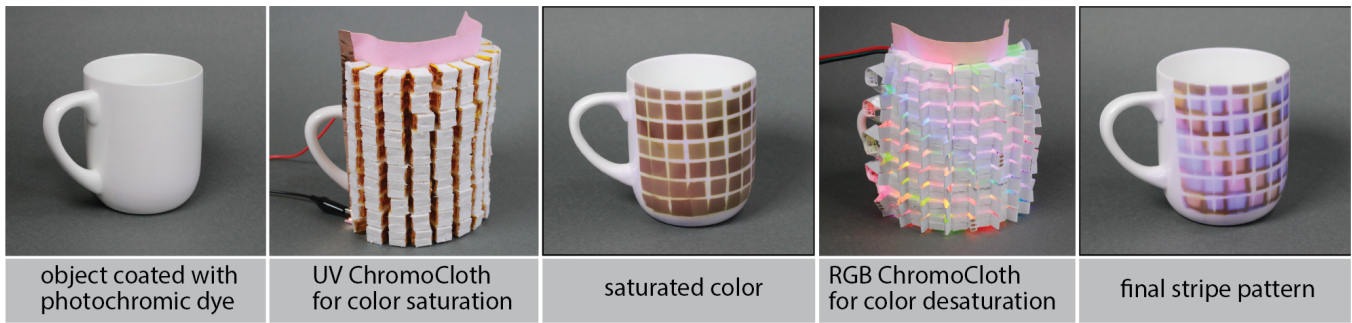 object coated with
photochromic dye
UV ChromoCloth
for color saturation
saturated color
RGB ChromoCloth
for color desaturation
final stripe pattern